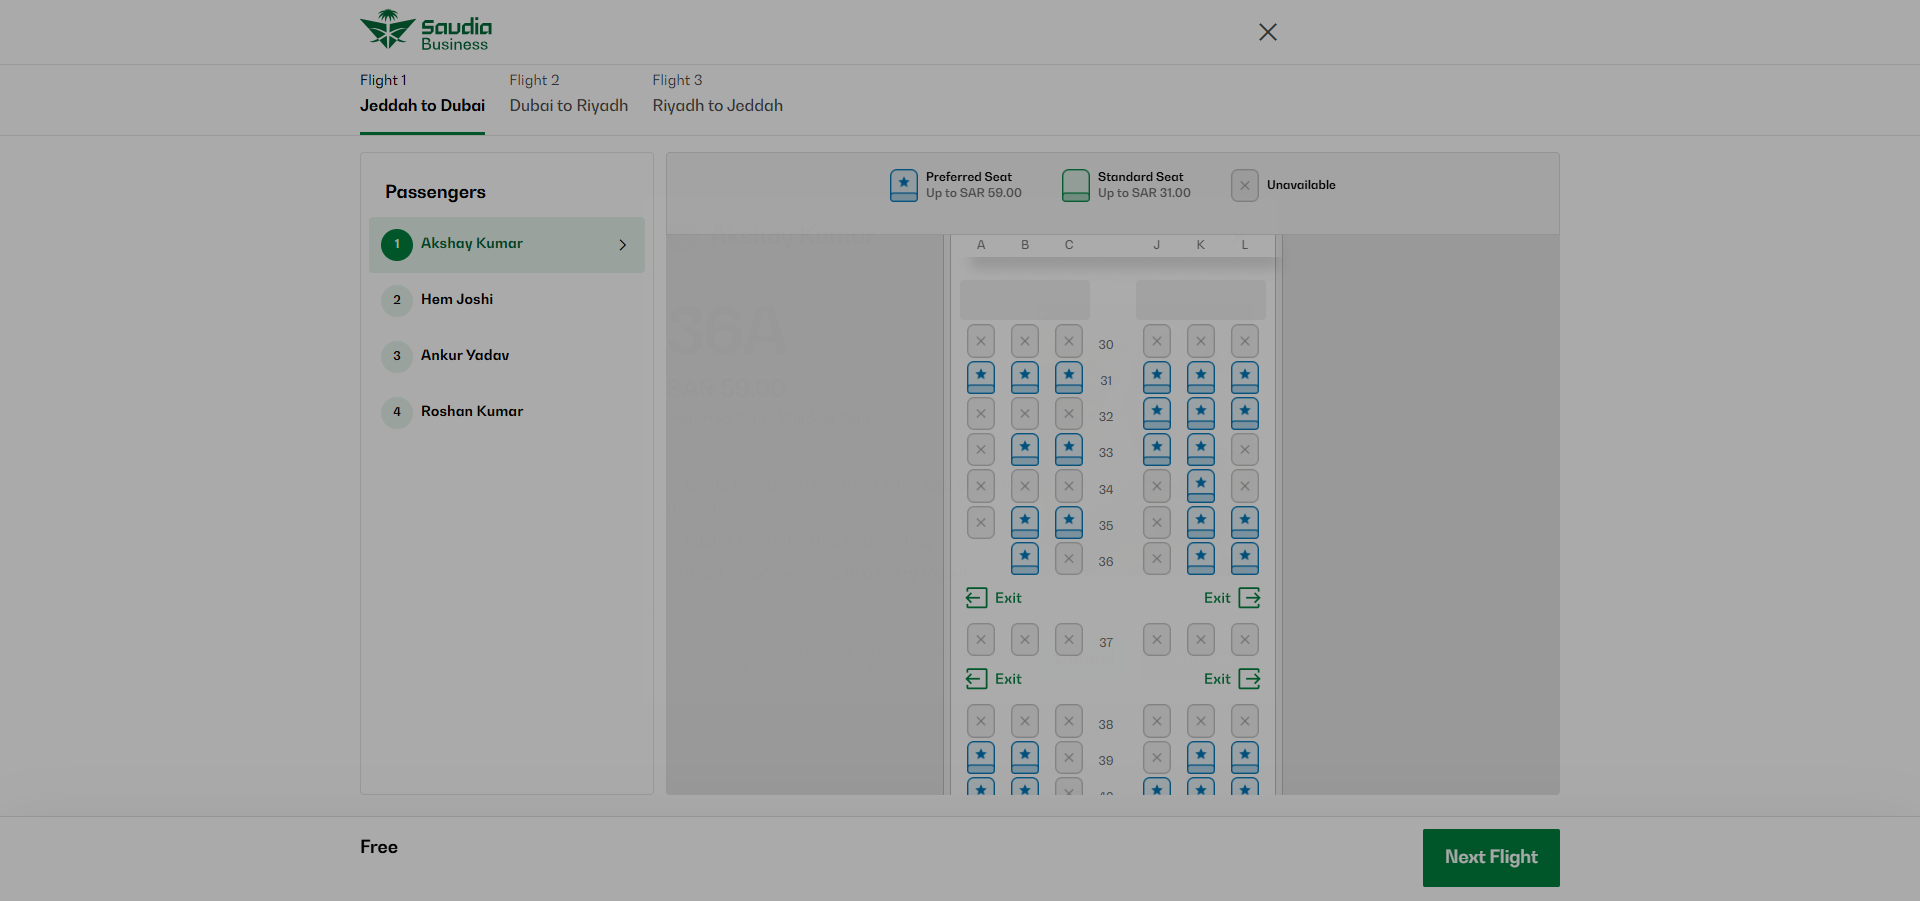 Saudia
Business
Flight 1
Jeddah to Dubai
Flight 2
Dubai to Riyadh
Flight 3
Riyadh to Jeddah
Passengers
1 Akshay Kumar
2 Hem Joshi
3 Ankur Yadav
4 Roshan Kumar
Preferred Seat
Up to SAR 59.00
Standard Seat
Up to SAR 31.00
Unavailable
A B C J K L
30
31
32
33
34
35
36
Exit Exit
37
Exit Exit
38
39
36A
Free
Next Flight